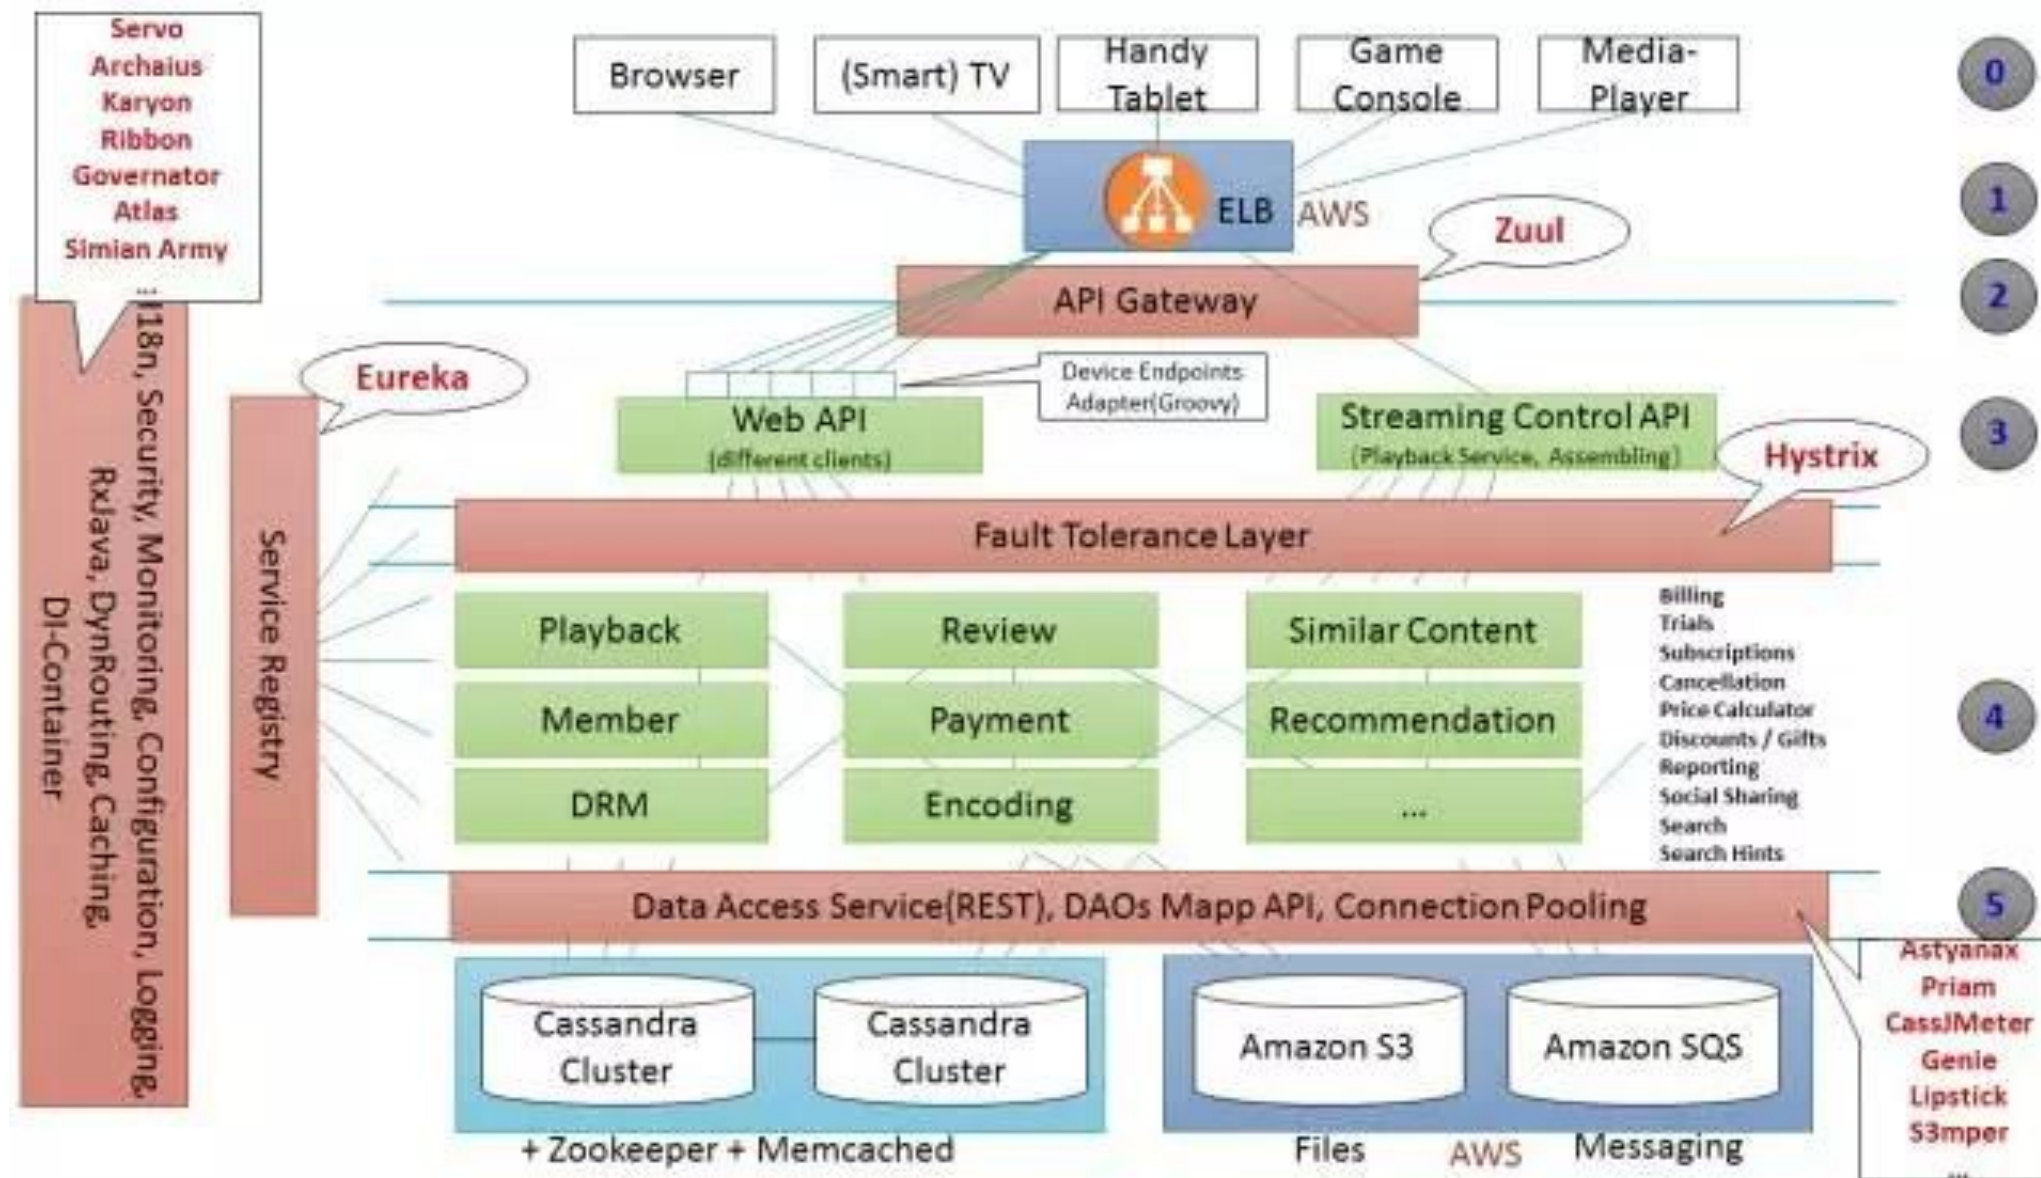 Servo
Archaius
Karyon
Ribbon
Governator
Atlas
Simian Army
...
Browser
(Smart) TV
Handy
Tablet
Game
Console
Media-
Player
0
ELB
AWS
1
Zuul
API Gateway
2
I18n, Security, Monitoring, Configuration, Logging,
RxJava, DynRouting, Caching,
DI-Container
Eureka
Service Registry
Device Endpoints
Adapter(Groovy)
Web API
(different clients)
Streaming Control API
(Playback Service, Assembling)
3
Hystrix
Fault Tolerance Layer
Playback
Review
Similar Content
Member
Payment
Recommendation
DRM
Encoding
...
Billing
Trials
Subscriptions
Cancellation
Price Calculator
Discounts / Gifts
Reporting
Social Sharing
Search
Search Hints
4
Data Access Service(REST), DAOs Mapp API, Connection Pooling
5
Astyanax
Priam
CassJMeter
Genie
Lipstick
S3mper
...
Cassandra
Cluster
Cassandra
Cluster
Amazon S3
Amazon SQS
+ Zookeeper + Memcached
Files
AWS
Messaging